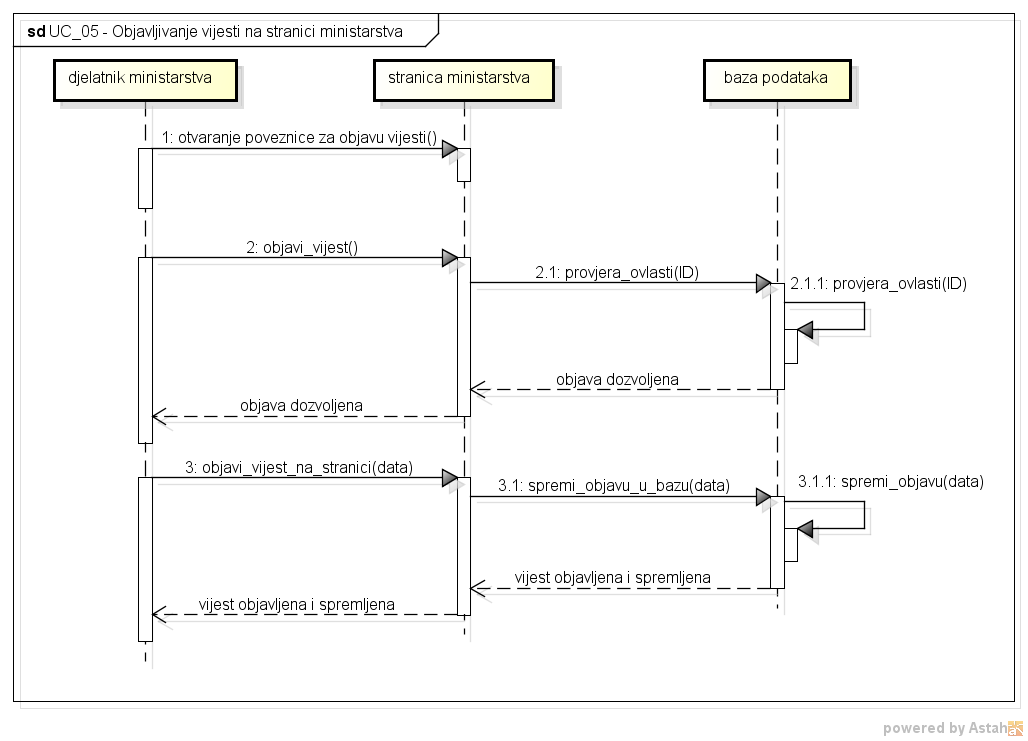 sd UC_05 - Objavljivanje vijesti na stranici ministarstva
djelatnik ministarstva
stranica ministarstva
baza podataka
1: otvaranje poveznice za objavu vijesti()
2: objavi_vijest()
2.1: provjera_ovlasti(ID)
2.1.1: provjera_ovlasti(ID)
objava dozvoljena
objava dozvoljena
3: objavi_vijest_na_stranici(data)
3.1: spremi_objavu_u_bazu(data)
3.1.1: spremi_objavu(data)
vijest objavljena i spremljena
vijest objavljena i spremljena
powered by Astah